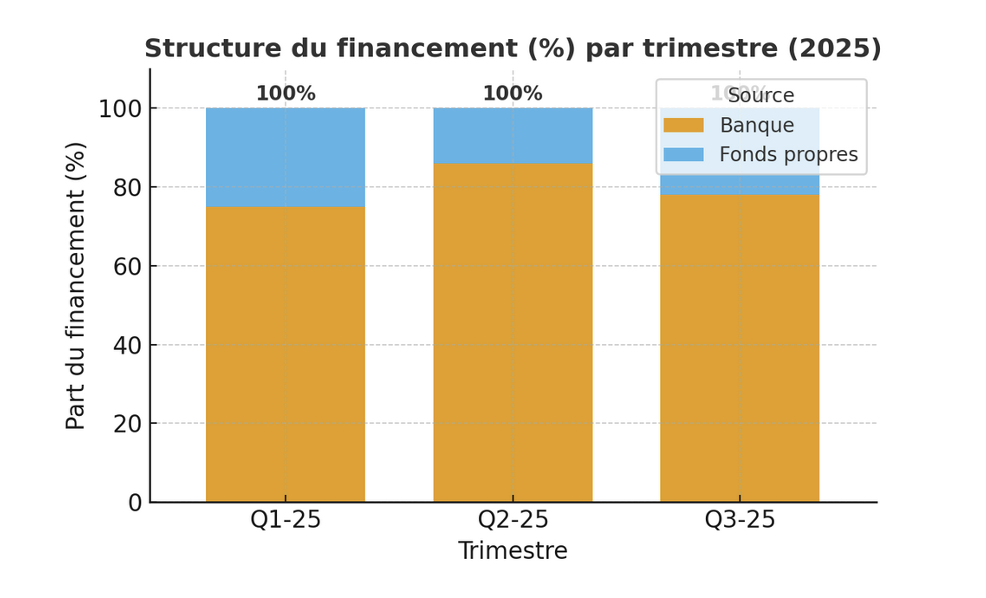 Structure du financement (%) par trimestre (2025)
100%
100%
100%
Source
Banque
Fonds propres
Part du financement (%)
100
80
60
40
20
0
Q1-25
Q2-25
Q3-25
Trimestre